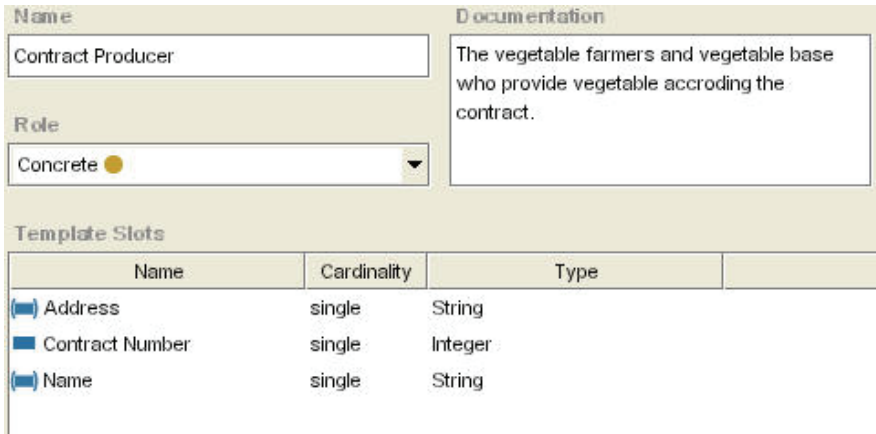 Name
Contract Producer
Role
Concrete
Documentation
The vegetable farmers and vegetable base
who provide vegetable accroding the
contract.
Template Slots
Name Cardinality Type
Address single String
Contract Number single Integer
Name single String